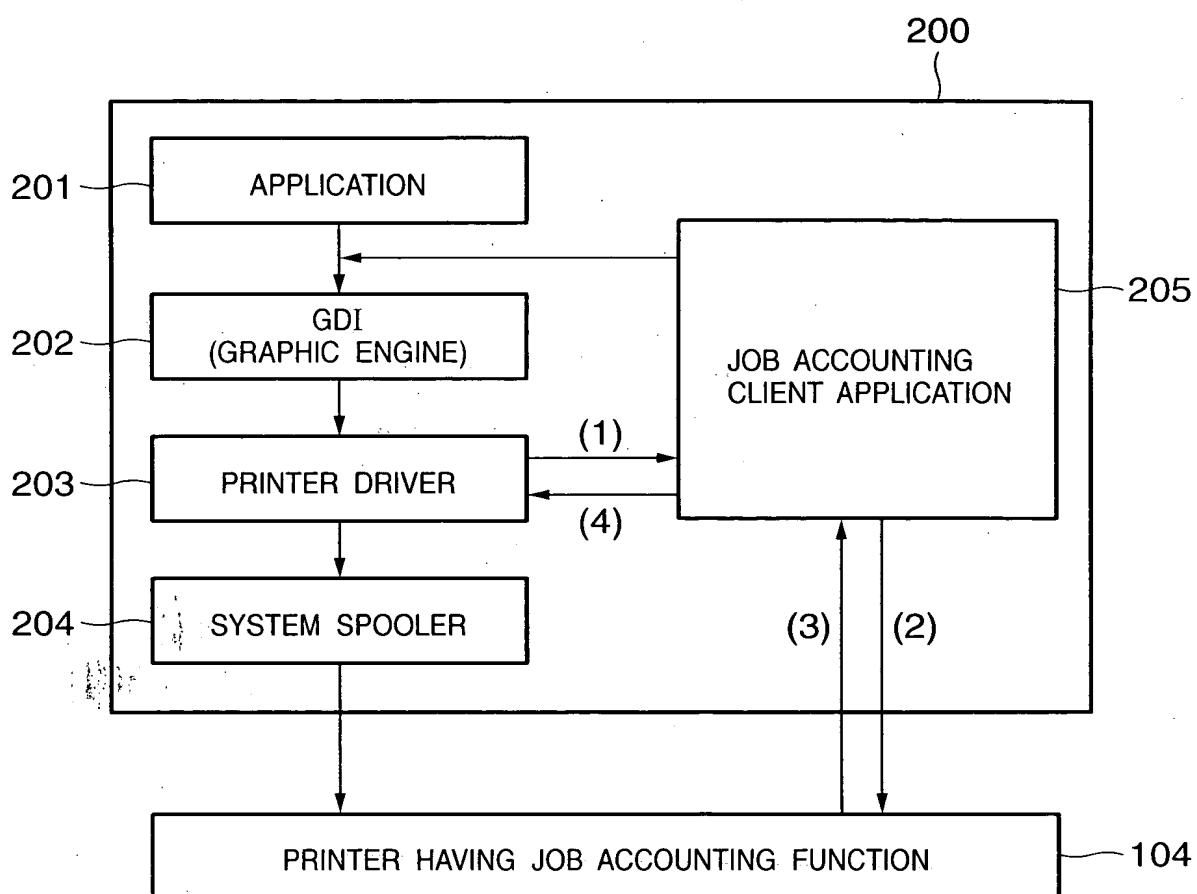 200
201
APPLICATION
202
GDI
(GRAPHIC ENGINE)
205
JOB ACCOUNTING
CLIENT APPLICATION
203
PRINTER DRIVER
(1)
(4)
204
SYSTEM SPOOLER
(3)
(2)
PRINTER HAVING JOB ACCOUNTING FUNCTION
104